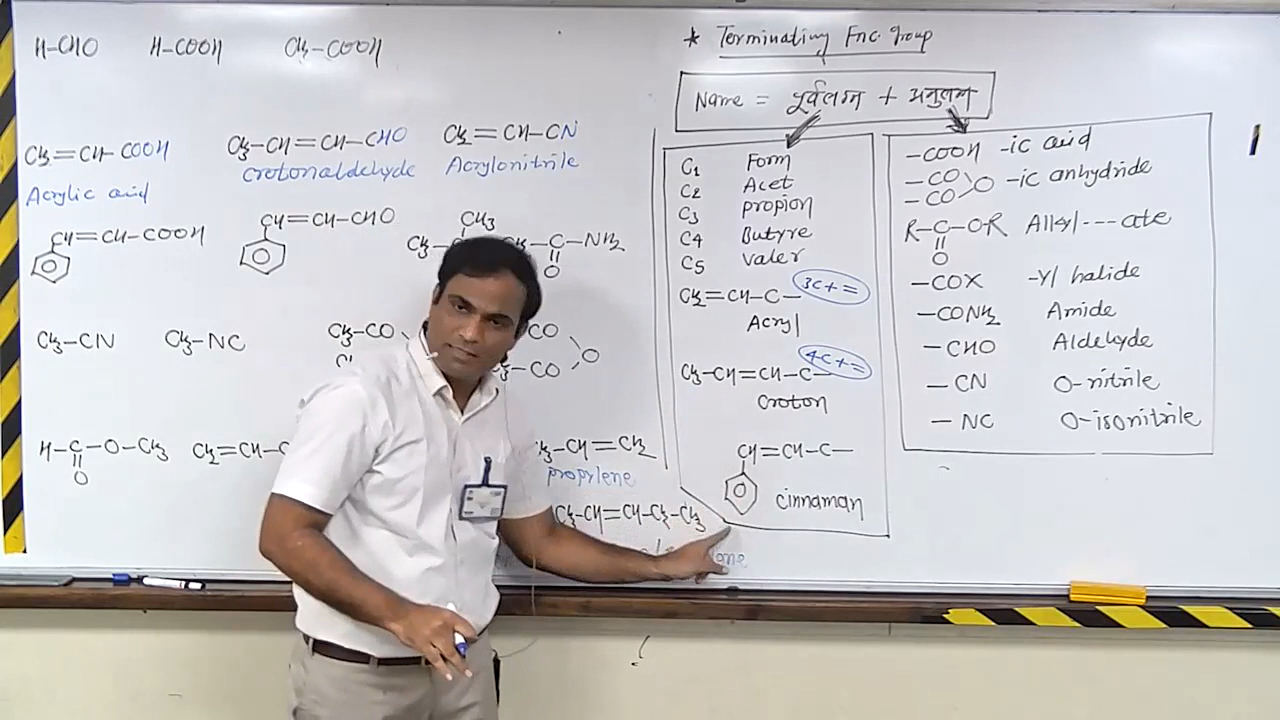 H-CHO H-COOH CH3-COOH
CH2=CH-COOH
Acrylic acid
CH3-CH=CH-CHO
crotonaldehyde
CH2=CH-CN
Acrylonitrile
CH=CH-COOH
CH=CH-CHO
CH3
CH3-
C-NH2
O
CH3-CN CH3-NC
CH3-CO
CO
CO
O
H-C-O-CH3
O
CH2=CH-C
-CH=CH2
propylene
CH3-CH=CH-CH2-CH3
* Terminating Fnc. group
Name = पूर्वलग्न + अनुलग्न
C1 Form
C2 Acet
C3 propion
C4 Butyre
C5 valer
CH2=CH-C- 3C+=
Acryl
CH3-CH=CH-C- 4C+=
croton
CH=CH-C-
cinnaman
-COOH -ic acid
-CO
-CO
O -ic anhydride
R-C-OR Alkyl---ate
O
-COX -yl halide
-CONH2 Amide
-CHO Aldehyde
-CN O-nitrile
-NC O-isonitrile